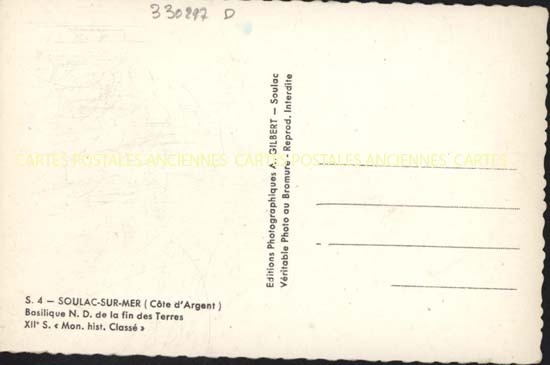 330297 D
Editions Photographiques A. GILBERT — Soulac
Véritable Photo au Bromure - Reprod. Interdite
CARTES POSTALES ANCIENNES CARTES POSTALES ANCIENNES CARTES
S. 4 — SOULAC-SUR-MER ( Côte d'Argent )
Basilique N. D. de la fin des Terres
XIIe S. « Mon. hist. Classé »